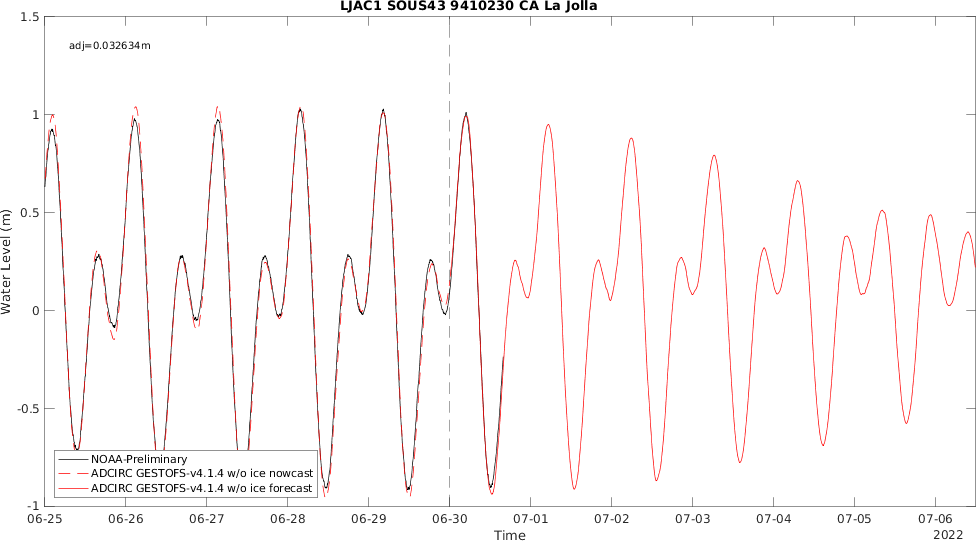 LJAC1 SOUS43 9410230 CA La Jolla
adj=0.032634m
Water Level (m)
1.5
1
0.5
0
-0.5
-1
NOAA-Preliminary
ADCIRC GESTOFS-v4.1.4 w/o ice nowcast
ADCIRC GESTOFS-v4.1.4 w/o ice forecast
06-25 06-26 06-27 06-28 06-29 06-30 07-01 07-02 07-03 07-04 07-05 07-06
Time
2022